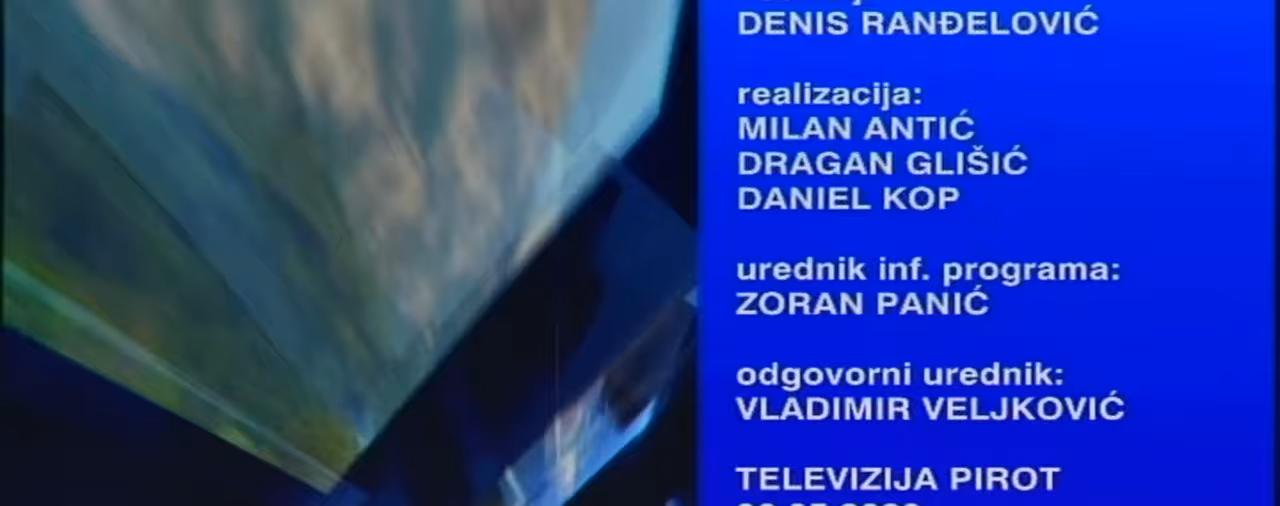 DENIS RANĐELOVIĆ
realizacija:
MILAN ANTIĆ
DRAGAN GLIŠIĆ
DANIEL KOP
urednik inf. programa:
ZORAN PANIĆ
odgovorni urednik:
VLADIMIR VELJKOVIĆ
TELEVIZIJA PIROT